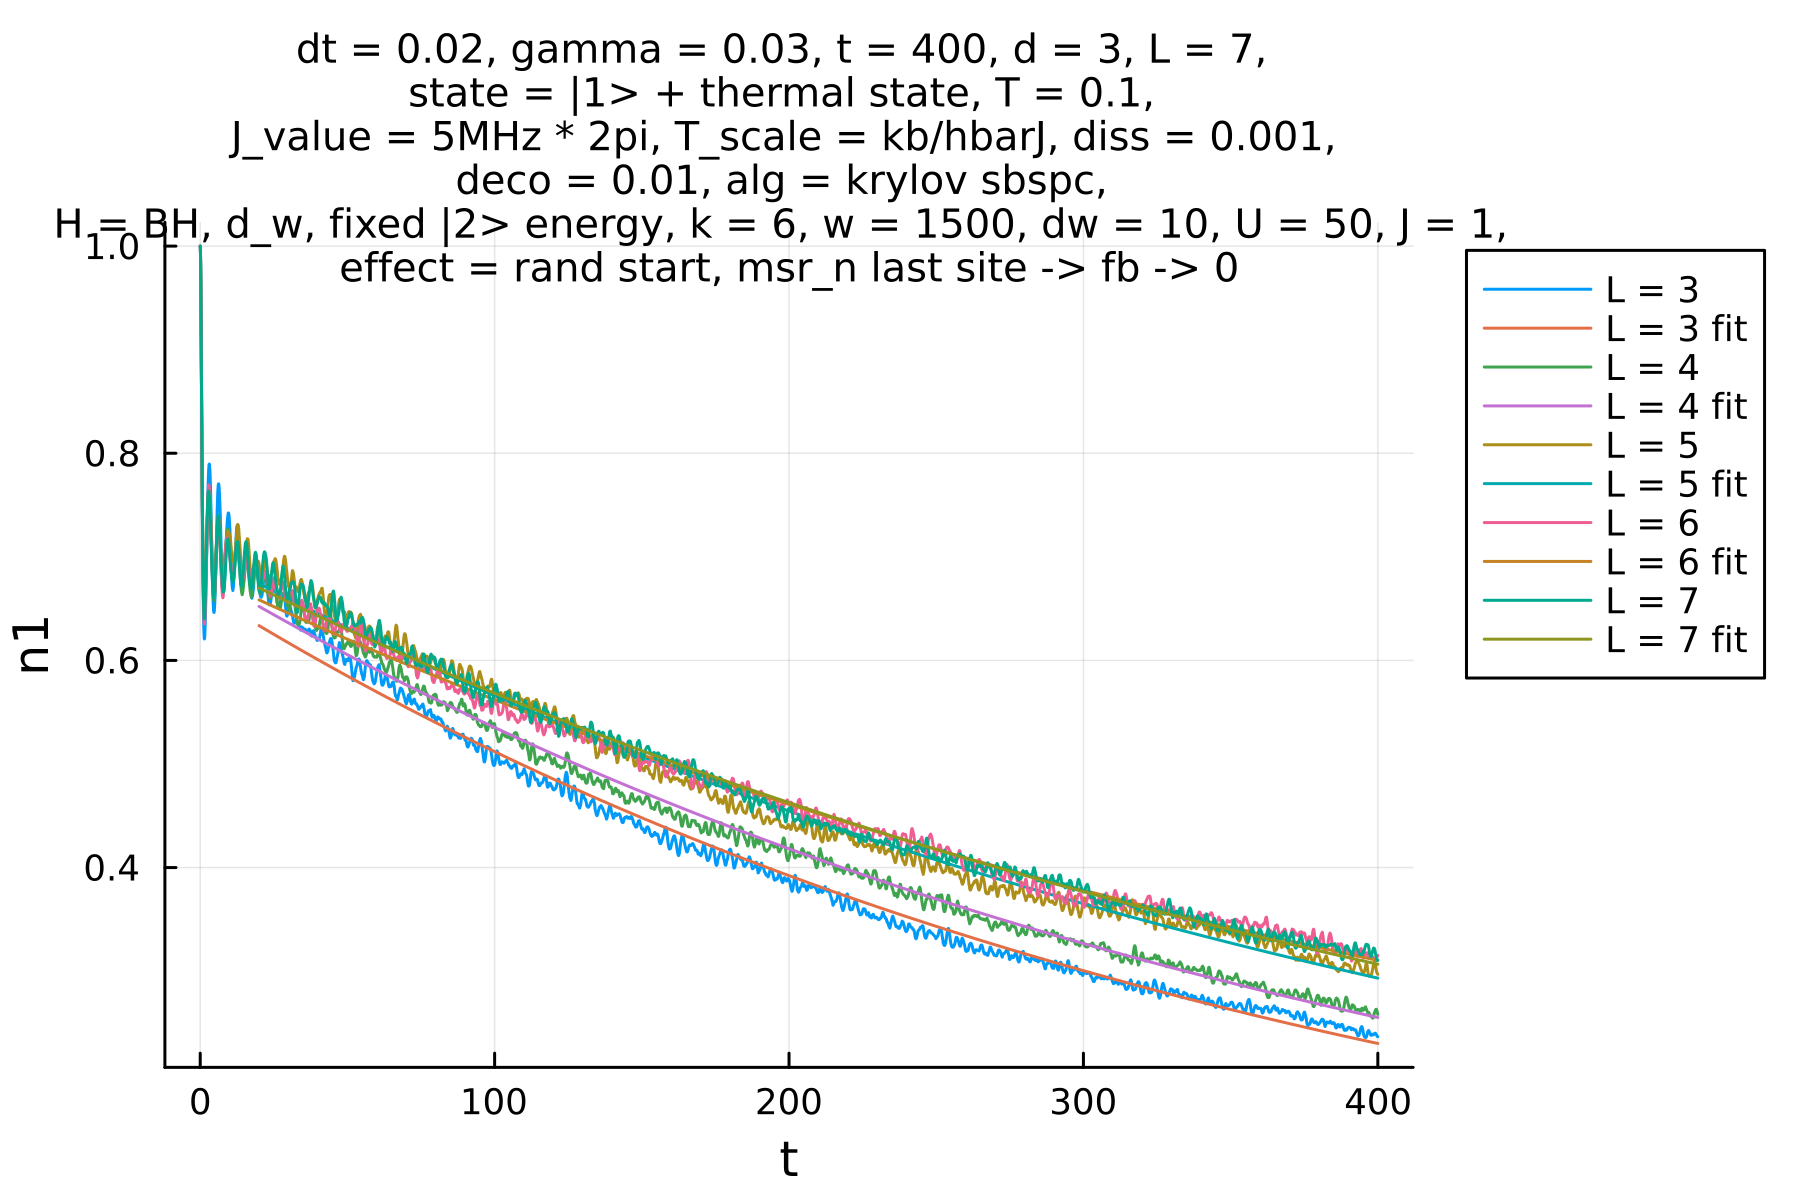 dt = 0.02, gamma = 0.03, t = 400, d = 3, L = 7,
state = |1> + thermal state, T = 0.1,
J_value = 5MHz * 2pi, T_scale = kb/hbarJ, diss = 0.001,
deco = 0.01, alg = krylov sbspc,
H = BH, d_w, fixed |2> energy, k = 6, w = 1500, dw = 10, U = 50, J = 1,
effect = rand start, msr_n last site -> fb -> 0
1.0
0.8
0.6
0.4
n1
0 100 200 300 400
t
L = 3
L = 3 fit
L = 4
L = 4 fit
L = 5
L = 5 fit
L = 6
L = 6 fit
L = 7
L = 7 fit